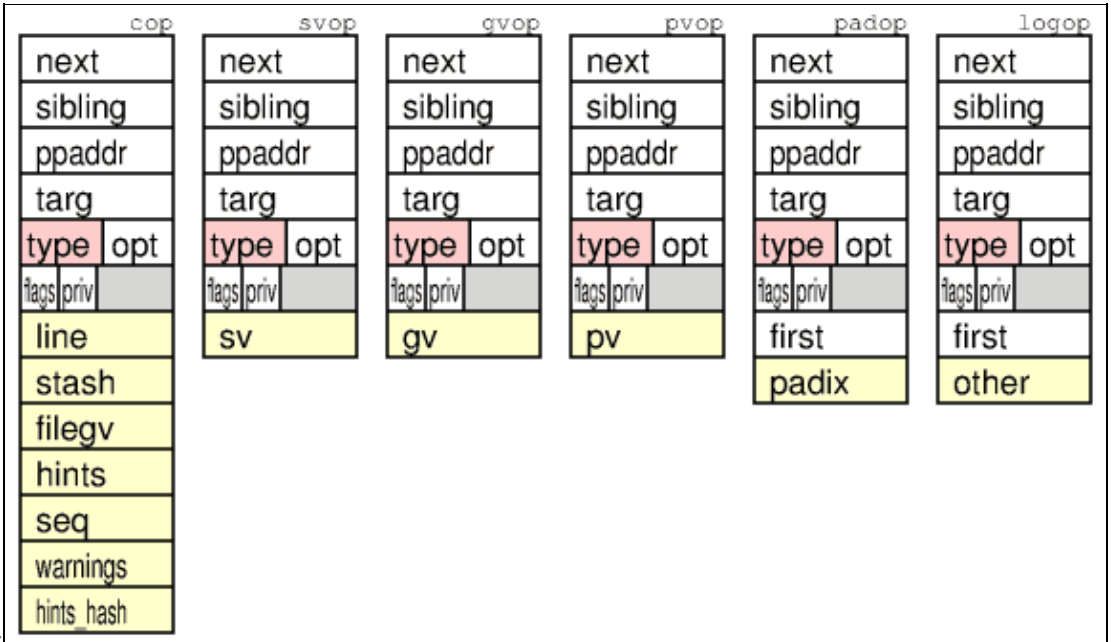 cop svop gvop pvop padop logop
next next next next next next
sibling sibling sibling sibling sibling sibling
ppaddr ppaddr ppaddr ppaddr ppaddr ppaddr
targ targ targ targ targ targ
type opt type opt type opt type opt type opt type opt
flags priv flags priv flags priv flags priv flags priv flags priv
line sv gv pv first first
stash padix other
filegv
hints
seq
warnings
hints_hash